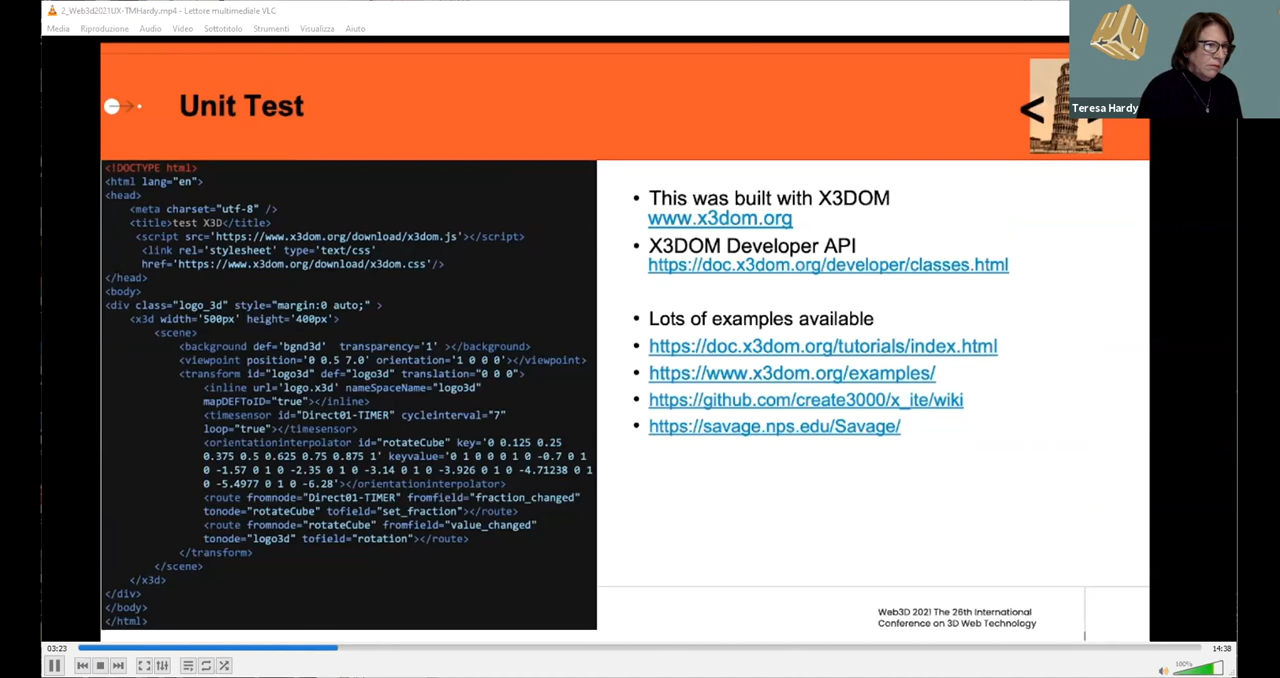 2_Web3d2021UX-TMHardy.mp4 - Lettore multimediale VLC
Media Riproduzione Audio Video Sottotitolo Strumenti Visualizza Aiuto
Unit Test
<
Teresa Hardy
<!DOCTYPE html>
<html lang="en">
<head>
<meta charset="utf-8" />
<title>test X3D</title>
<script src='https://www.x3dom.org/download/x3dom.js'></script>
<link rel='stylesheet' type='text/css'
href='https://www.x3dom.org/download/x3dom.css'/>
</head>
<body>
<div class="logo_3d" style="margin:0 auto;" >
<x3d width='500px' height='400px'>
<scene>
<background def='bgnd3d' transparency='1' ></background>
<viewpoint position='0 0.5 7.0' orientation='1 0 0 0'></viewpoint>
<transform id="logo3d" def="logo3d" translation="0 0 0">
<inline url='logo.x3d' nameSpaceName="logo3d"
mapDEFToID="true"></inline>
<timesensor id="Direct01-TIMER" cycleinterval="7"
loop="true"></timesensor>
<orientationinterpolator id="rotateCube" key='0 0.125 0.25
0.375 0.5 0.625 0.75 0.875 1' keyvalue='0 1 0 0 0 1 0 -0.7 0 1
0 -1.57 0 1 0 -2.35 0 1 0 -3.14 0 1 0 -3.926 0 1 0 -4.71238 0 1
0 -5.4977 0 1 0 -6.28'></orientationinterpolator>
<route fromnode="Direct01-TIMER" fromfield="fraction_changed"
tonode="rotateCube" tofield="set_fraction"></route>
<route fromnode="rotateCube" fromfield="value_changed"
tonode="logo3d" tofield="rotation"></route>
</transform>
</scene>
</x3d>
</div>
</body>
</html>
• This was built with X3DOM
www.x3dom.org
• X3DOM Developer API
https://doc.x3dom.org/developer/classes.html
• Lots of examples available
• https://doc.x3dom.org/tutorials/index.html
• https://www.x3dom.org/examples/
• https://github.com/create3000/x_ite/wiki
• https://savage.nps.edu/Savage/
Web3D 2021 The 26th International
Conference on 3D Web Technology
03:23
14:38
100%